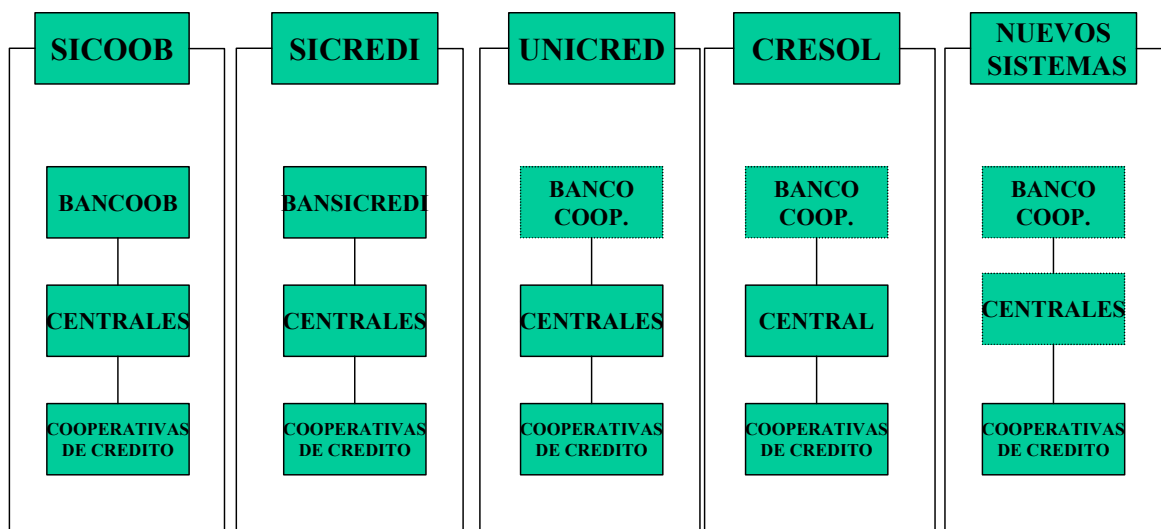 SICOOB
SICREDI
UNICRED
CRESOL
NUEVOS
SISTEMAS
BANCOOB
BANSICREDI
BANCO
COOP.
BANCO
COOP.
BANCO
COOP.
CENTRALES
CENTRALES
CENTRALES
CENTRAL
CENTRALES
COOPERATIVAS
DE CREDITO
COOPERATIVAS
DE CREDITO
COOPERATIVAS
DE CREDITO
COOPERATIVAS
DE CREDITO
COOPERATIVAS
DE CREDITO